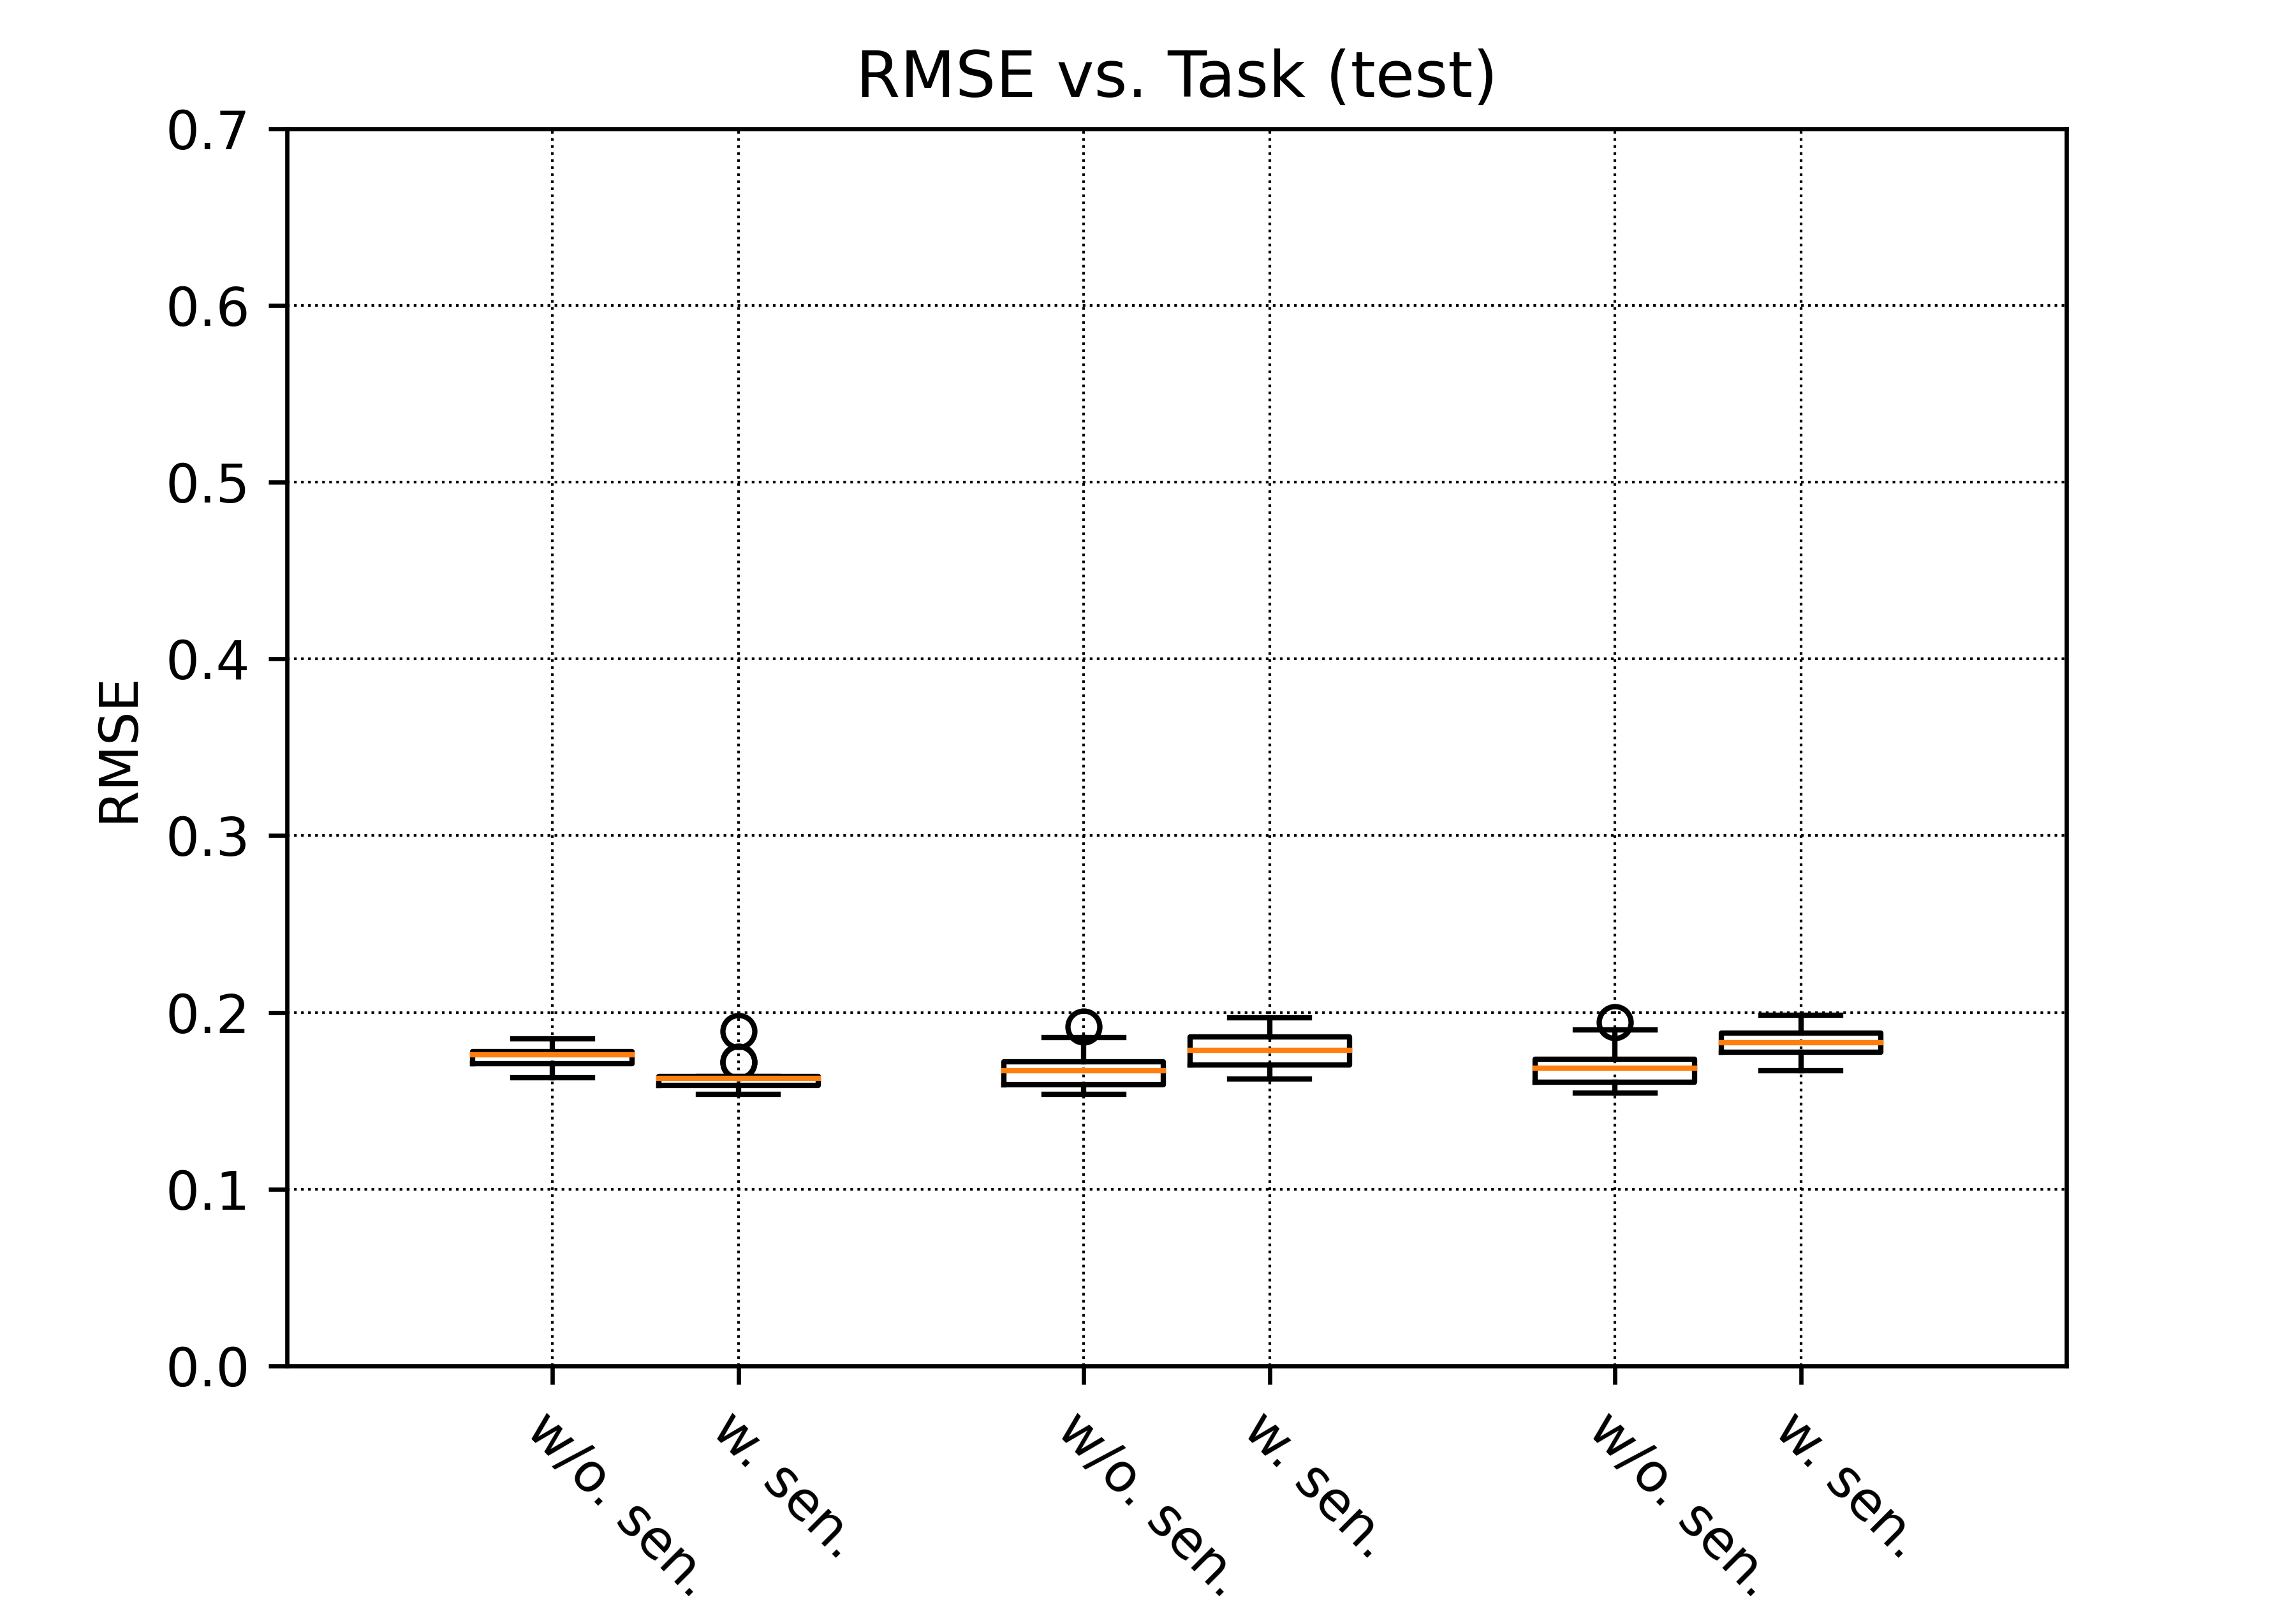 RMSE vs. Task (test)
0.7
0.6
0.5
0.4
0.3
0.2
0.1
0.0
RMSE
w/o. sen.
w. sen.
w/o. sen.
w. sen.
w/o. sen.
w. sen.